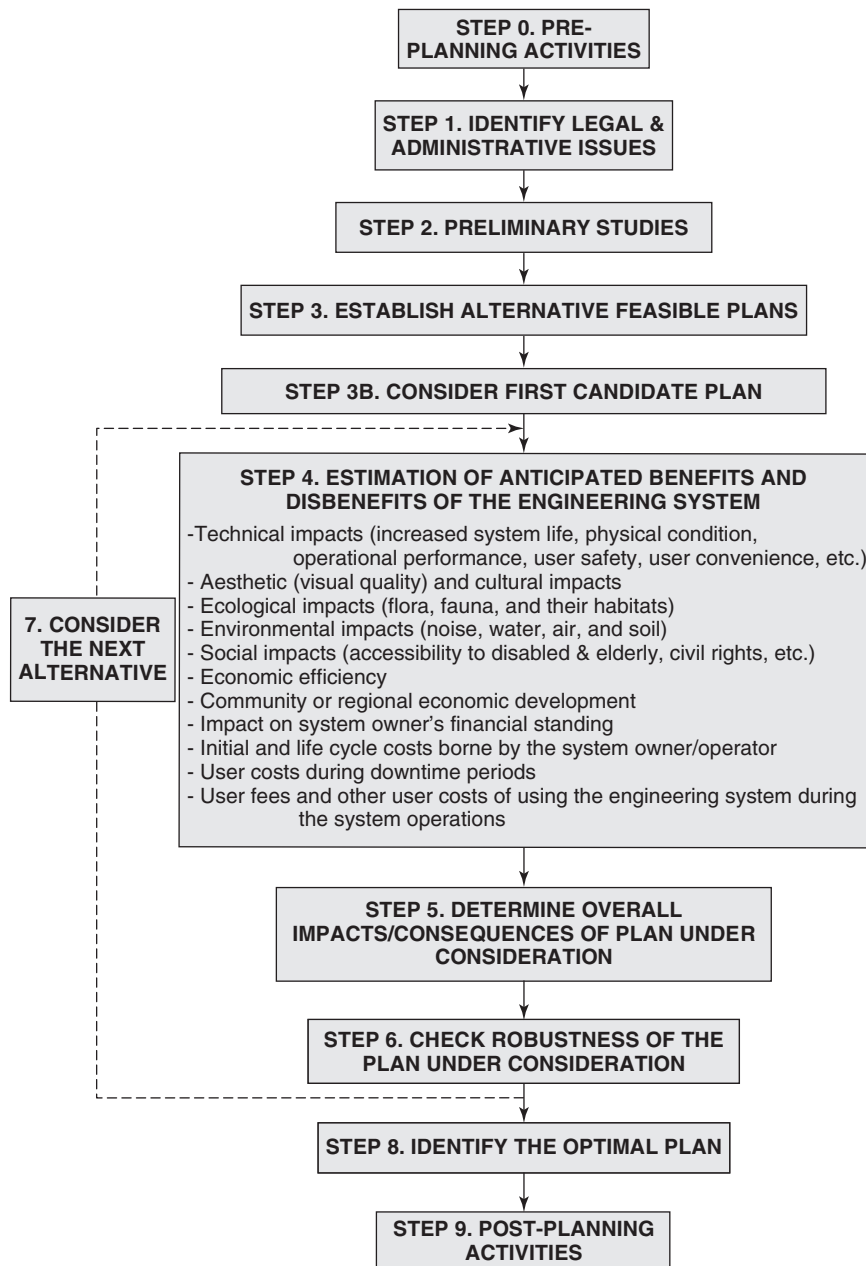 STEP 0. PRE-
PLANNING ACTIVITIES
STEP 1. IDENTIFY LEGAL &
ADMINISTRATIVE ISSUES
STEP 2. PRELIMINARY STUDIES
STEP 3. ESTABLISH ALTERNATIVE FEASIBLE PLANS
STEP 3B. CONSIDER FIRST CANDIDATE PLAN
STEP 4. ESTIMATION OF ANTICIPATED BENEFITS AND
DISBENEFITS OF THE ENGINEERING SYSTEM
-Technical impacts (increased system life, physical condition,
operational performance, user safety, user convenience, etc.)
- Aesthetic (visual quality) and cultural impacts
- Ecological impacts (flora, fauna, and their habitats)
- Environmental impacts (noise, water, air, and soil)
- Social impacts (accessibility to disabled & elderly, civil rights, etc.)
- Economic efficiency
- Community or regional economic development
- Impact on system owner’s financial standing
- Initial and life cycle costs borne by the system owner/operator
- User costs during downtime periods
- User fees and other user costs of using the engineering system during
the system operations
7. CONSIDER
THE NEXT
ALTERNATIVE
STEP 5. DETERMINE OVERALL
IMPACTS/CONSEQUENCES OF PLAN UNDER
CONSIDERATION
STEP 6. CHECK ROBUSTNESS OF THE
PLAN UNDER CONSIDERATION
STEP 8. IDENTIFY THE OPTIMAL PLAN
STEP 9. POST-PLANNING
ACTIVITIES